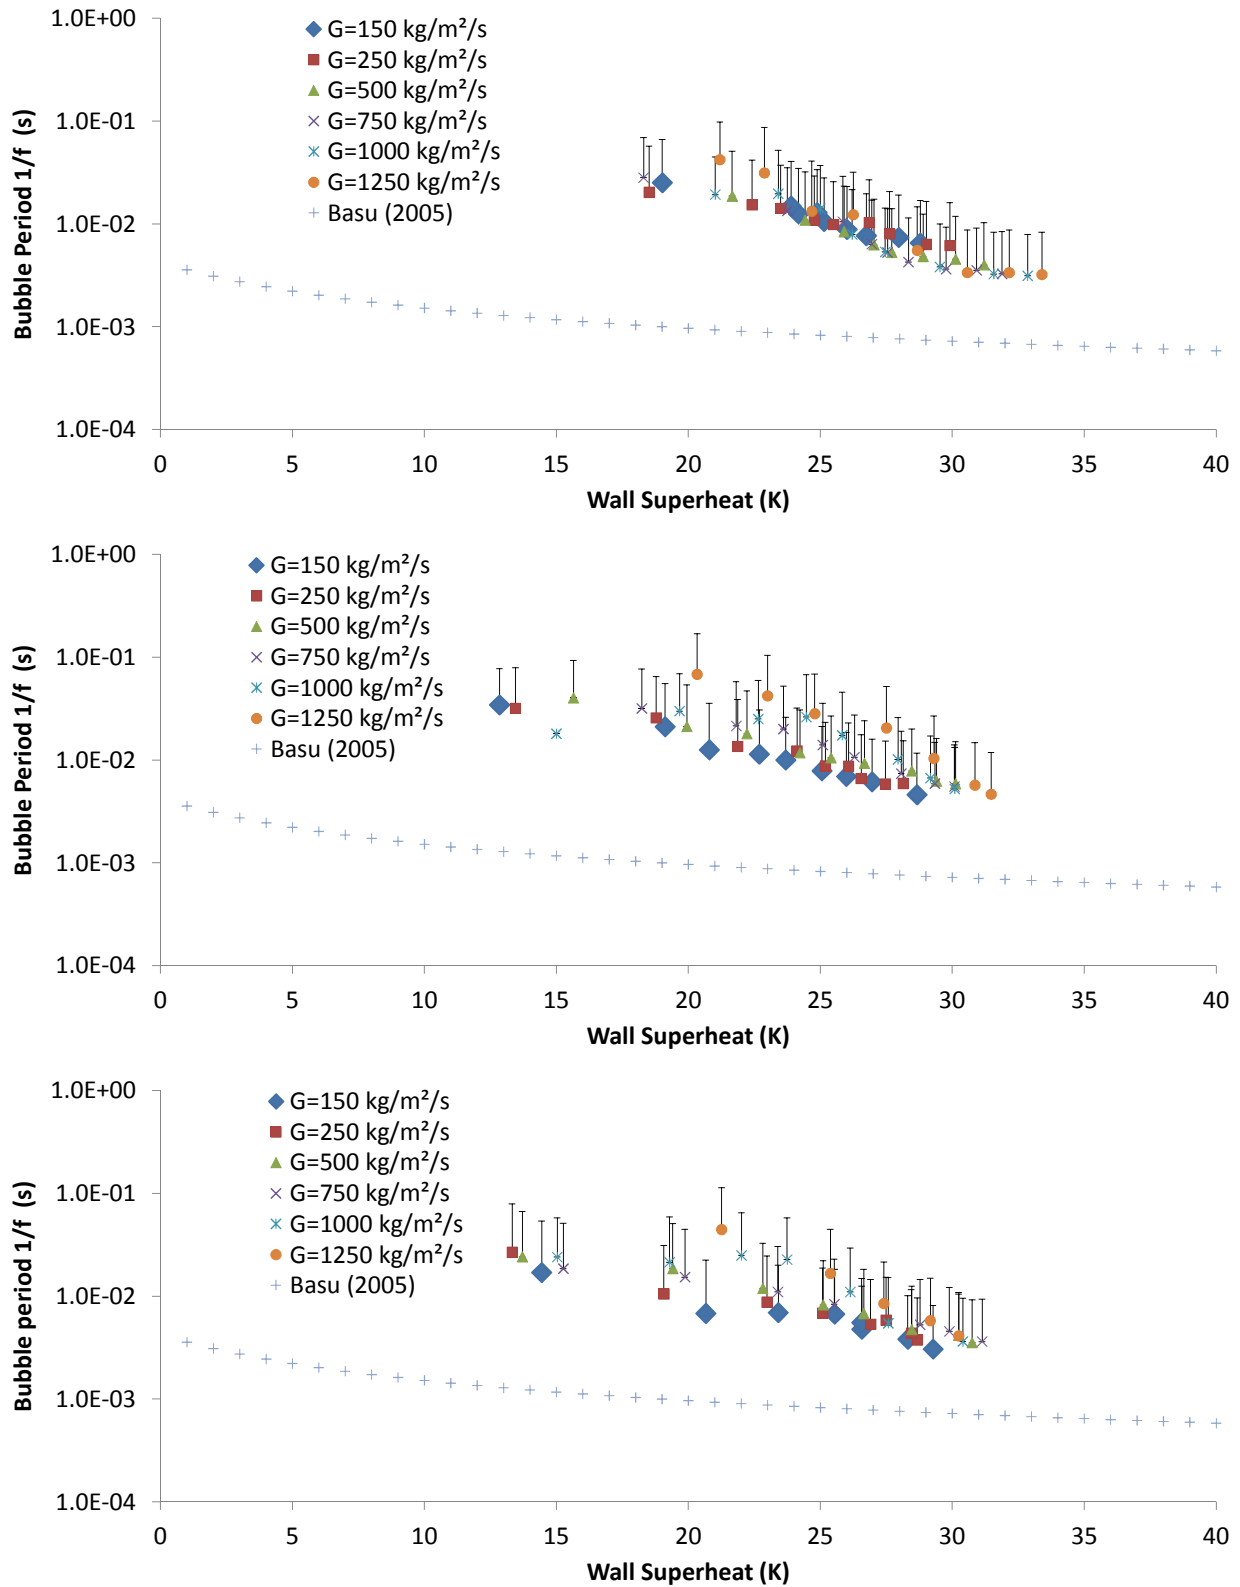 1.0E+00
1.0E-01
1.0E-02
1.0E-03
1.0E-04
Bubble Period 1/f (s)
G=150 kg/m²/s
G=250 kg/m²/s
G=500 kg/m²/s
G=750 kg/m²/s
G=1000 kg/m²/s
G=1250 kg/m²/s
Basu (2005)
0 5 10 15 20 25 30 35 40
Wall Superheat (K)
1.0E+00
1.0E-01
1.0E-02
1.0E-03
1.0E-04
Bubble Period 1/f (s)
G=150 kg/m²/s
G=250 kg/m²/s
G=500 kg/m²/s
G=750 kg/m²/s
G=1000 kg/m²/s
G=1250 kg/m²/s
Basu (2005)
0 5 10 15 20 25 30 35 40
Wall Superheat (K)
1.0E+00
1.0E-01
1.0E-02
1.0E-03
1.0E-04
Bubble period 1/f (s)
G=150 kg/m²/s
G=250 kg/m²/s
G=500 kg/m²/s
G=750 kg/m²/s
G=1000 kg/m²/s
G=1250 kg/m²/s
Basu (2005)
0 5 10 15 20 25 30 35 40
Wall Superheat (K)